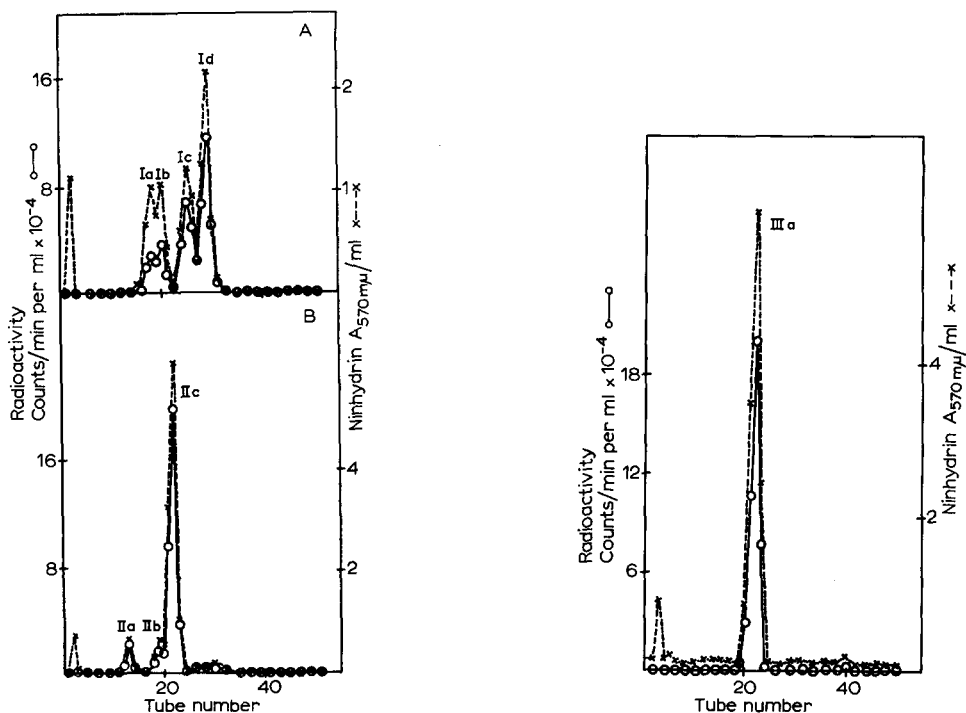 A
Id
16
2
Ia
Ib
Ic
8
1
Radioactivity
Counts/min per ml × 10⁻⁴ o—o
Ninhydrin A570 mμ/ml x---x
B
IIc
16
4
8
2
IIa
IIb
20
40
Tube number
IIIa
18
4
12
2
6
Radioactivity
Counts/min per ml × 10⁻⁴ o—o
Ninhydrin A570 mμ/ml x---x
20
40
Tube number